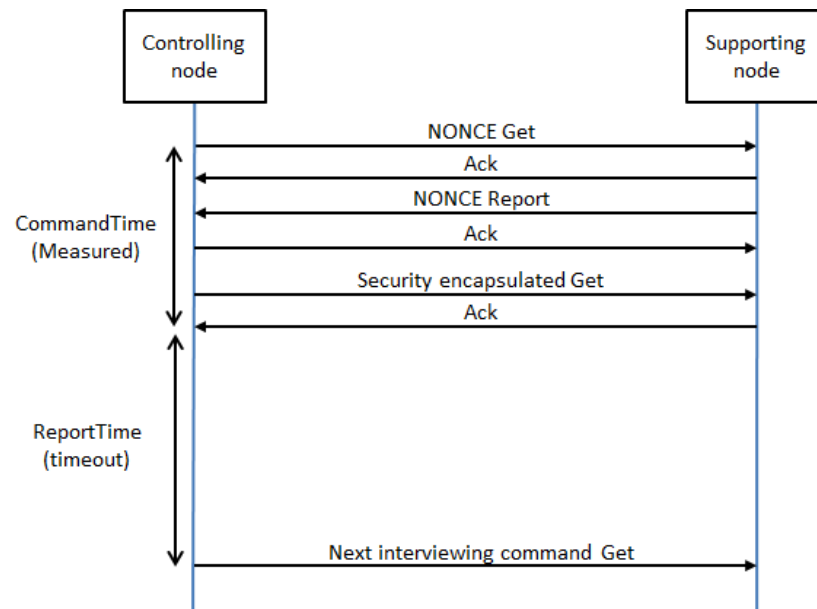 Controlling
node
Supporting
node
NONCE Get
Ack
NONCE Report
CommandTime
(Measured)
Ack
Security encapsulated Get
Ack
ReportTime
(timeout)
Next interviewing command Get